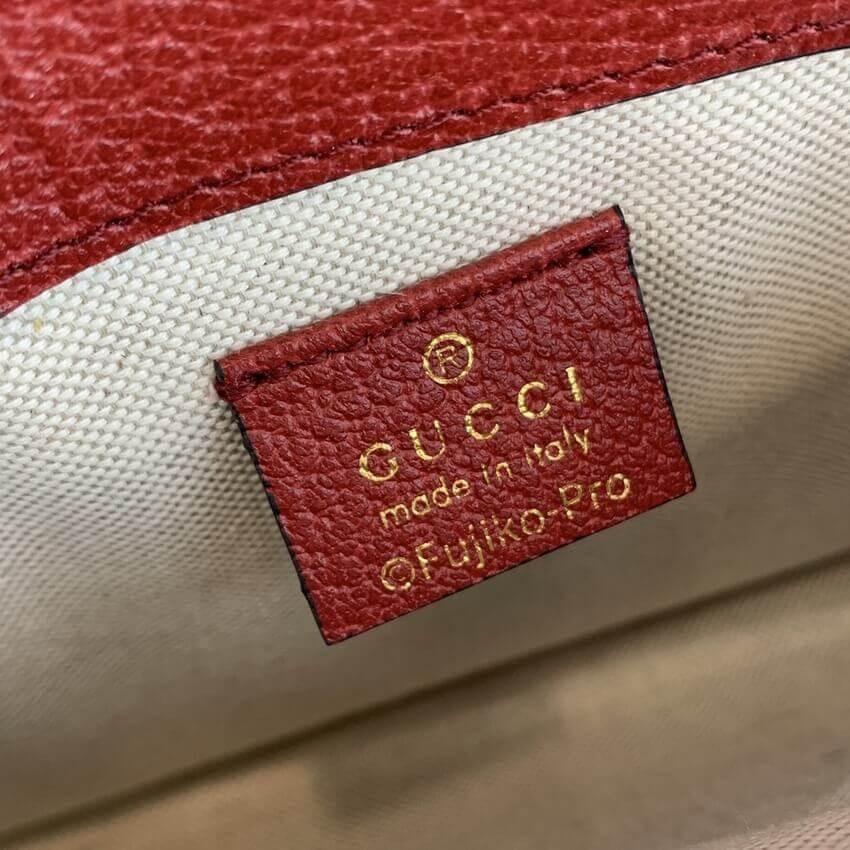 ®
GUCCI
made in italy
©Fujiko-Pro